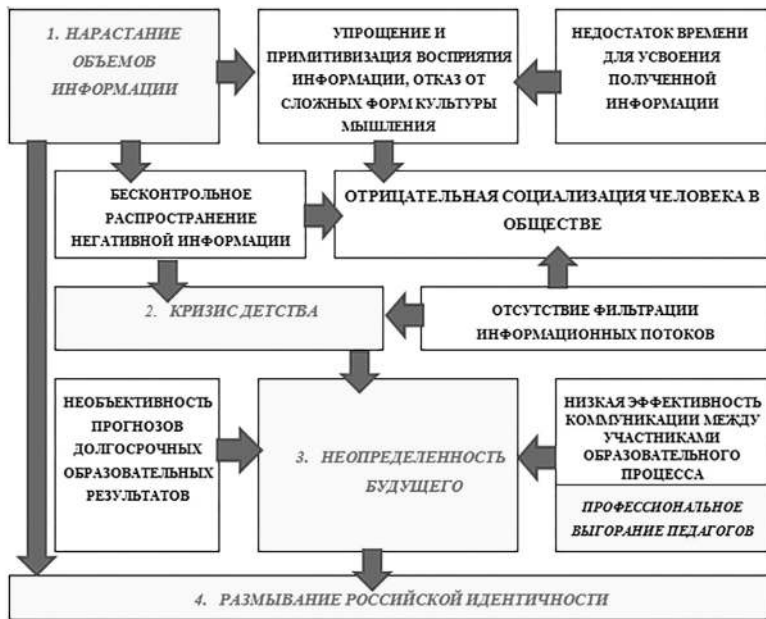 1. НАРАСТАНИЕ
ОБЪЕМОВ
ИНФОРМАЦИИ
УПРОЩЕНИЕ И
ПРИМИТИВИЗАЦИЯ ВОСПРИЯТИЯ
ИНФОРМАЦИИ, ОТКАЗ ОТ
СЛОЖНЫХ ФОРМ КУЛЬТУРЫ
МЫШЛЕНИЯ
НЕДОСТАТОК ВРЕМЕНИ
ДЛЯ УСВОЕНИЯ
ПОЛУЧЕННОЙ
ИНФОРМАЦИИ
БЕСКОНТРОЛЬНОЕ
РАСПРОСТРАНЕНИЕ
НЕГАТИВНОЙ ИНФОРМАЦИИ
ОТРИЦАТЕЛЬНАЯ СОЦИАЛИЗАЦИЯ ЧЕЛОВЕКА В
ОБЩЕСТВЕ
2. КРИЗИС ДЕТСТВА
ОТСУТСТВИЕ ФИЛЬТРАЦИИ
ИНФОРМАЦИОННЫХ ПОТОКОВ
НЕОБЪЕКТИВНОСТЬ
ПРОГНОЗОВ
ДОЛГОСРОЧНЫХ
ОБРАЗОВАТЕЛЬНЫХ
РЕЗУЛЬТАТОВ
3. НЕОПРЕДЕЛЕННОСТЬ
БУДУЩЕГО
НИЗКАЯ ЭФФЕКТИВНОСТЬ
КОММУНИКАЦИИ МЕЖДУ
УЧАСТНИКАМИ
ОБРАЗОВАТЕЛЬНОГО
ПРОЦЕССА
ПРОФЕССИОНАЛЬНОЕ
ВЫГОРАНИЕ ПЕДАГОГОВ
4. РАЗМЫВАНИЕ РОССИЙСКОЙ ИДЕНТИЧНОСТИ